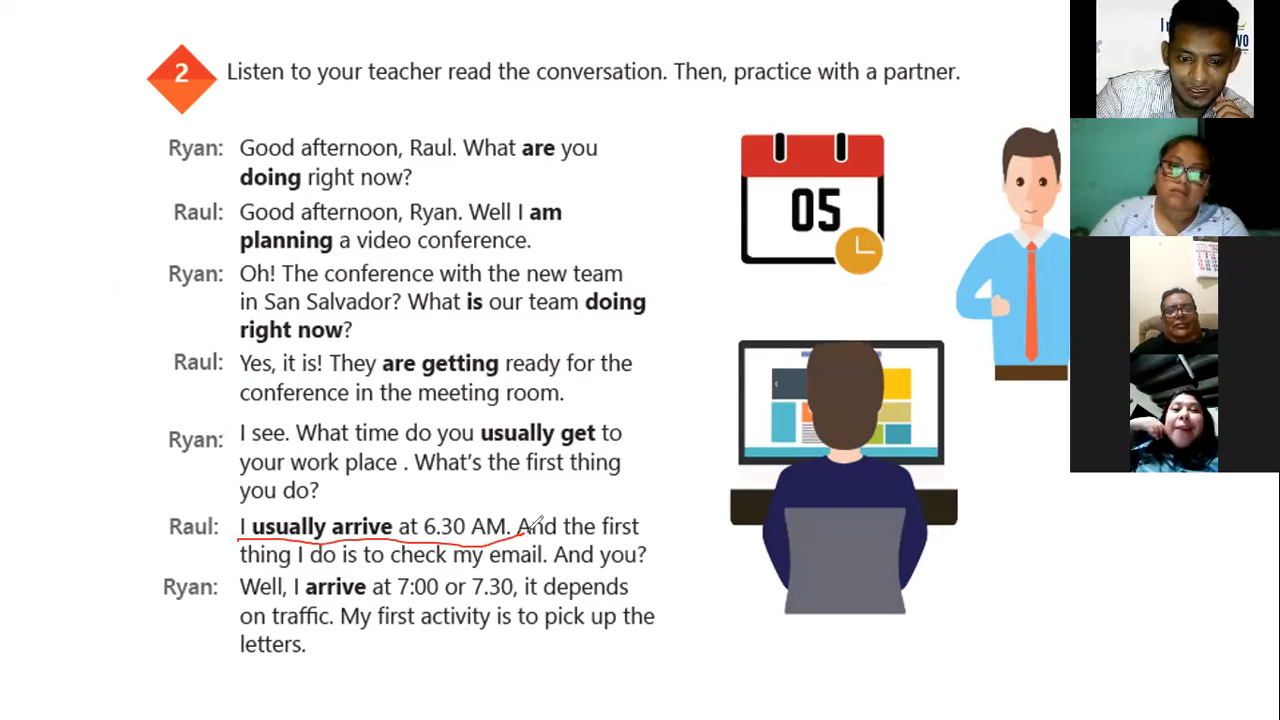 2 Listen to your teacher read the conversation. Then, practice with a partner.
Ryan: Good afternoon, Raul. What are you
doing right now?
Raul: Good afternoon, Ryan. Well I am
planning a video conference.
Ryan: Oh! The conference with the new team
in San Salvador? What is our team doing
right now?
Raul: Yes, it is! They are getting ready for the
conference in the meeting room.
Ryan: I see. What time do you usually get to
your work place . What's the first thing
you do?
Raul: I usually arrive at 6.30 AM. And the first
thing I do is to check my email. And you?
Ryan: Well, I arrive at 7:00 or 7.30, it depends
on traffic. My first activity is to pick up the
letters.
05